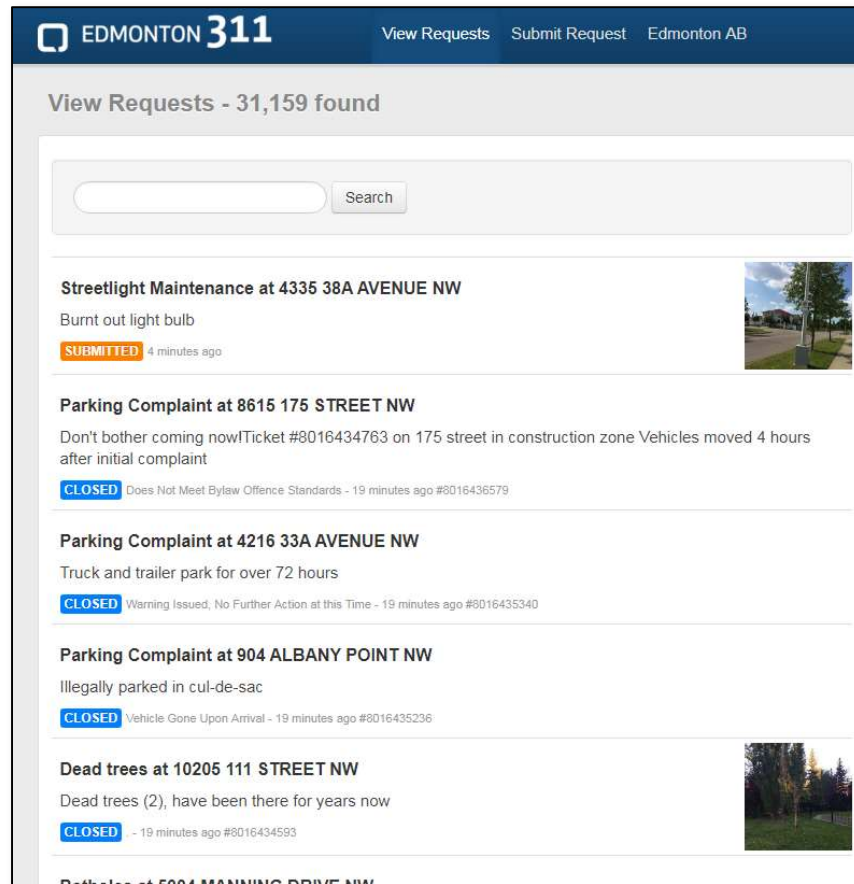 EDMONTON 311
View Requests Submit Request Edmonton AB
View Requests - 31,159 found
Search
Streetlight Maintenance at 4335 38A AVENUE NW
Burnt out light bulb
SUBMITTED 4 minutes ago
Parking Complaint at 8615 175 STREET NW
Don't bother coming now!Ticket #8016434763 on 175 street in construction zone Vehicles moved 4 hours
after initial complaint
CLOSED Does Not Meet Bylaw Offence Standards - 19 minutes ago #8016436579
Parking Complaint at 4216 33A AVENUE NW
Truck and trailer park for over 72 hours
CLOSED Warning Issued, No Further Action at this Time - 19 minutes ago #8016435340
Parking Complaint at 904 ALBANY POINT NW
Illegally parked in cul-de-sac
CLOSED Vehicle Gone Upon Arrival - 19 minutes ago #8016435236
Dead trees at 10205 111 STREET NW
Dead trees (2), have been there for years now
CLOSED . - 19 minutes ago #8016434593
MANNING DRIVE NW